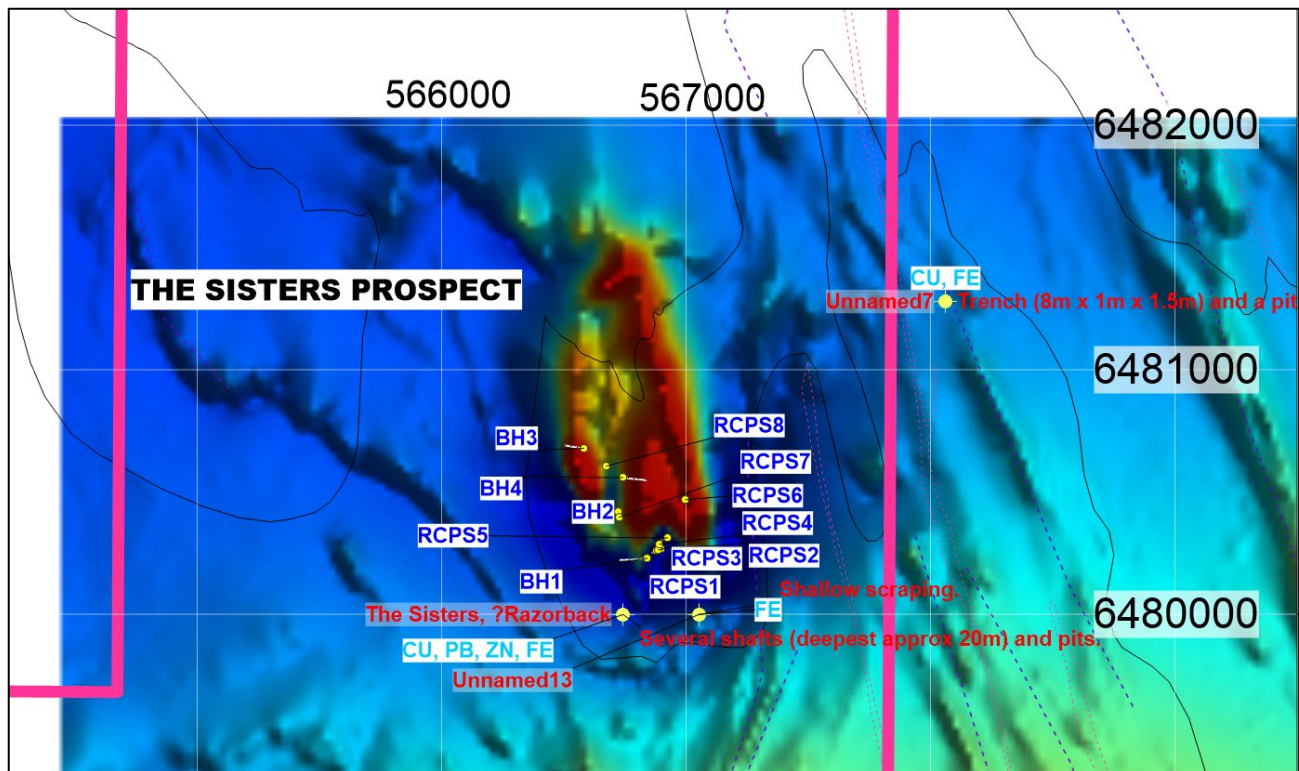 566000
567000
6482000
THE SISTERS PROSPECT
CU, FE
Unnamed7
Trench (8m x 1m x 1.5m) and a pit
6481000
RCPS8
BH3
RCPS7
BH4
RCPS6
BH2
RCPS4
RCPS5
RCPS3
RCPS2
BH1
RCPS1
Shallow scraping.
The Sisters, ?Razorback
FE
6480000
Several shafts (deepest approx 20m) and pits.
CU, PB, ZN, FE
Unnamed13